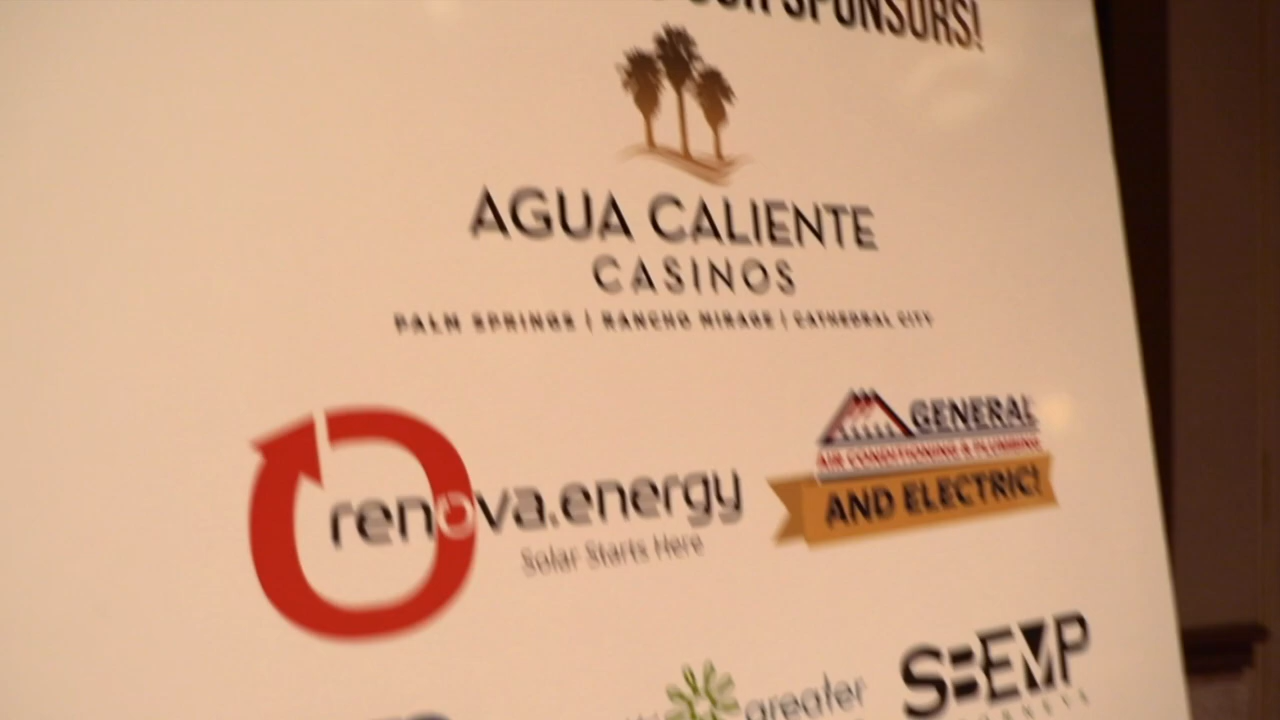 OUR SPONSORS!
AGUA CALIENTE
CASINOS
PALM SPRINGS | RANCHO MIRAGE | CATHEDRAL CITY
renova.energy
Solar Starts Here
GENERAL
AIR CONDITIONING & PLUMBING
AND ELECTRIC!
greater
SBEMP